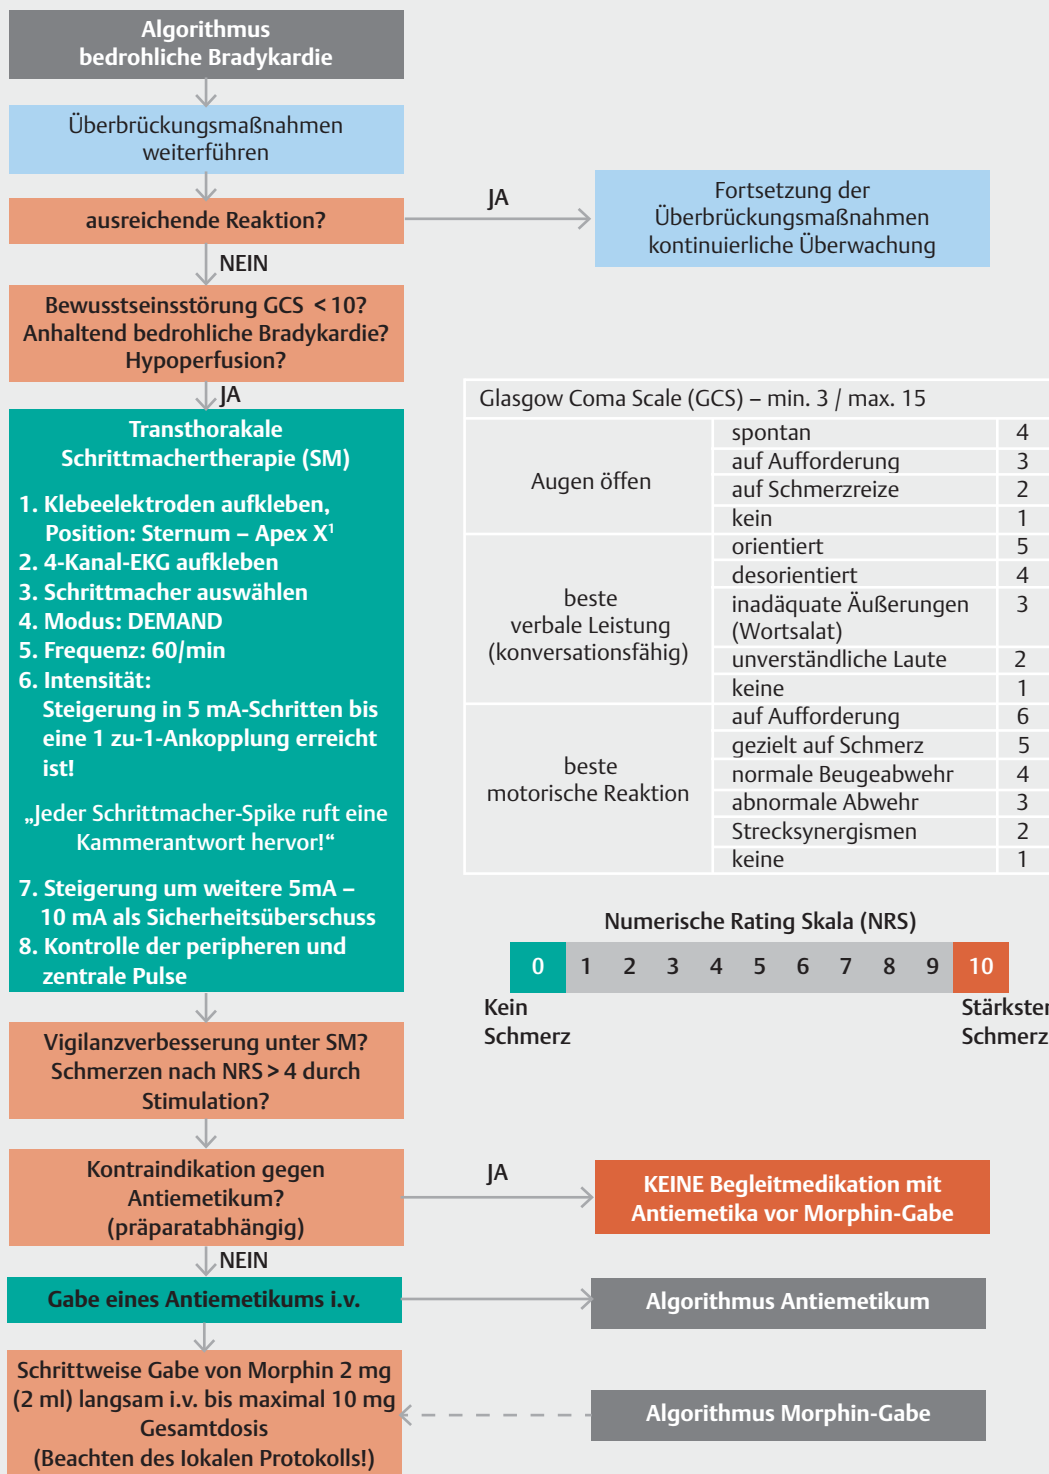 Algorithmus
bedrohliche Bradykardie
Überbrückungsmaßnahmen
weiterführen
ausreichende Reaktion?
JA
Fortsetzung der
Überbrückungsmaßnahmen
kontinuierliche Überwachung
NEIN
Bewusstseinsstörung GCS < 10?
Anhaltend bedrohliche Bradykardie?
Hypoperfusion?
JA
Transthorakale
Schrittmachertherapie (SM)
1. Klebeelektroden aufkleben,
Position: Sternum – Apex X¹
2. 4-Kanal-EKG aufkleben
3. Schrittmacher auswählen
4. Modus: DEMAND
5. Frequenz: 60/min
6. Intensität:
Steigerung in 5 mA-Schritten bis
eine 1 zu-1-Ankopplung erreicht
ist!
„Jeder Schrittmacher-Spike ruft eine
Kammerantwort hervor!“
7. Steigerung um weitere 5mA –
10 mA als Sicherheitsüberschuss
8. Kontrolle der peripheren und
zentrale Pulse
Glasgow Coma Scale (GCS) – min. 3 / max. 15
Augen öffen
spontan 4
auf Aufforderung 3
auf Schmerzreize 2
kein 1
beste
verbale Leistung
(konversationsfähig)
orientiert 5
desorientiert 4
inadäquate Äußerungen 3
(Wortsalat)
unverständliche Laute 2
keine 1
beste
motorische Reaktion
auf Aufforderung 6
gezielt auf Schmerz 5
normale Beugeabwehr 4
abnormale Abwehr 3
Strecksynergismen 2
keine 1
Numerische Rating Skala (NRS)
0 1 2 3 4 5 6 7 8 9 10
Kein
Schmerz
Stärkster
Schmerz
Vigilanzverbesserung unter SM?
Schmerzen nach NRS > 4 durch
Stimulation?
Kontraindikation gegen
Antiemetikum?
(präparatabhängig)
JA
KEINE Begleitmedikation mit
Antiemetika vor Morphin-Gabe
NEIN
Gabe eines Antiemetikums i.v.
Algorithmus Antiemetikum
Schrittweise Gabe von Morphin 2 mg
(2 ml) langsam i.v. bis maximal 10 mg
Gesamtdosis
(Beachten des lokalen Protokolls!)
Algorithmus Morphin-Gabe